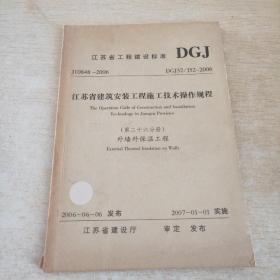 江苏省工程建设标准 DGJ
J10848-2006 DGJ32/J52-2006
江苏省建筑安装工程施工技术操作规程
The Operation Code of Construction and Installation
Technology in Jiangsu Province
(第二十六分册)
外墙外保温工程
External Thermal Insulation on Walls
2006-06-06 发布 2007-01-01 实施
江苏省建设厅 审定 发布